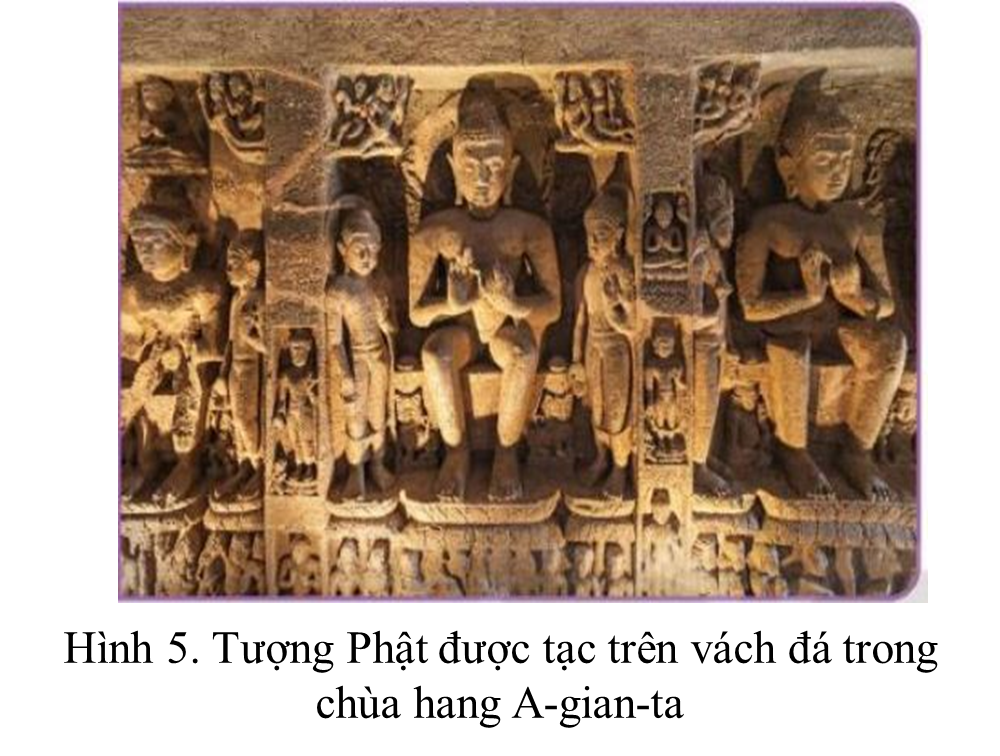 Hình 5. Tượng Phật được tạc trên vách đá trong
chùa hang A-gian-ta